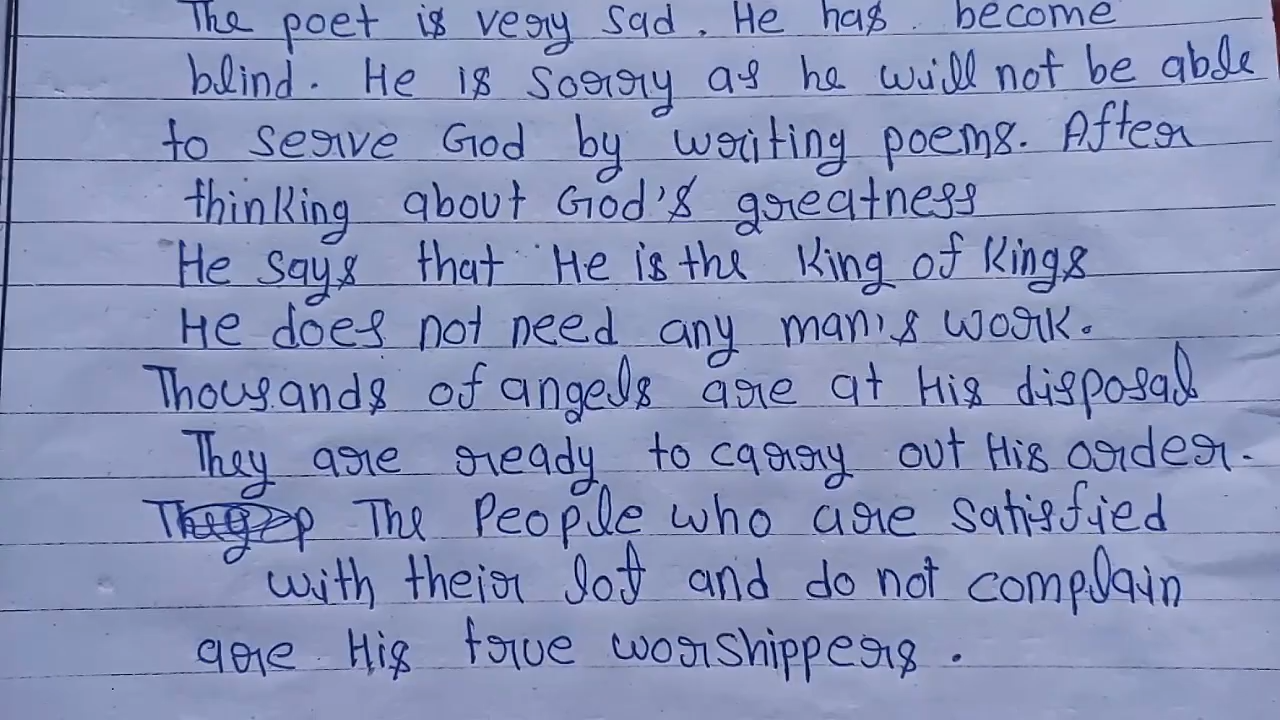 The poet is very sad. He has become
blind. He is sorry as he will not be able
to serve God by writing poems. After
thinking about God's greatness
He says that He is the King of Kings
He does not need any man's work.
Thousands of angels are at His disposal
They are ready to carry out His order.
The People who are satisfied
with their lot and do not complain
are His true worshippers.